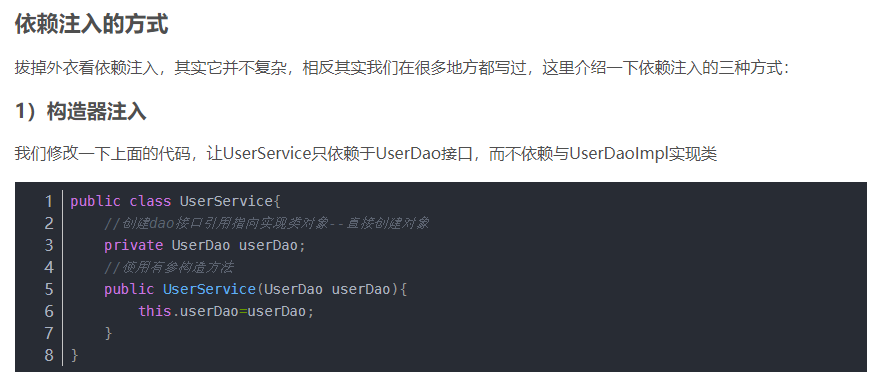 依赖注入的方式
拔掉外衣看依赖注入，其实它并不复杂，相反其实我们在很多地方都写过，这里介绍一下依赖注入的三种方式：
1）构造器注入
我们修改一下上面的代码，让UserService只依赖于UserDao接口，而不依赖与UserDaoImpl实现类
1 public class UserService{
2     //创建dao接口引用指向实现类对象--直接创建对象
3     private UserDao userDao;
4     //使用有参构造方法
5     public UserService(UserDao userDao){
6         this.userDao=userDao;
7     }
8 }